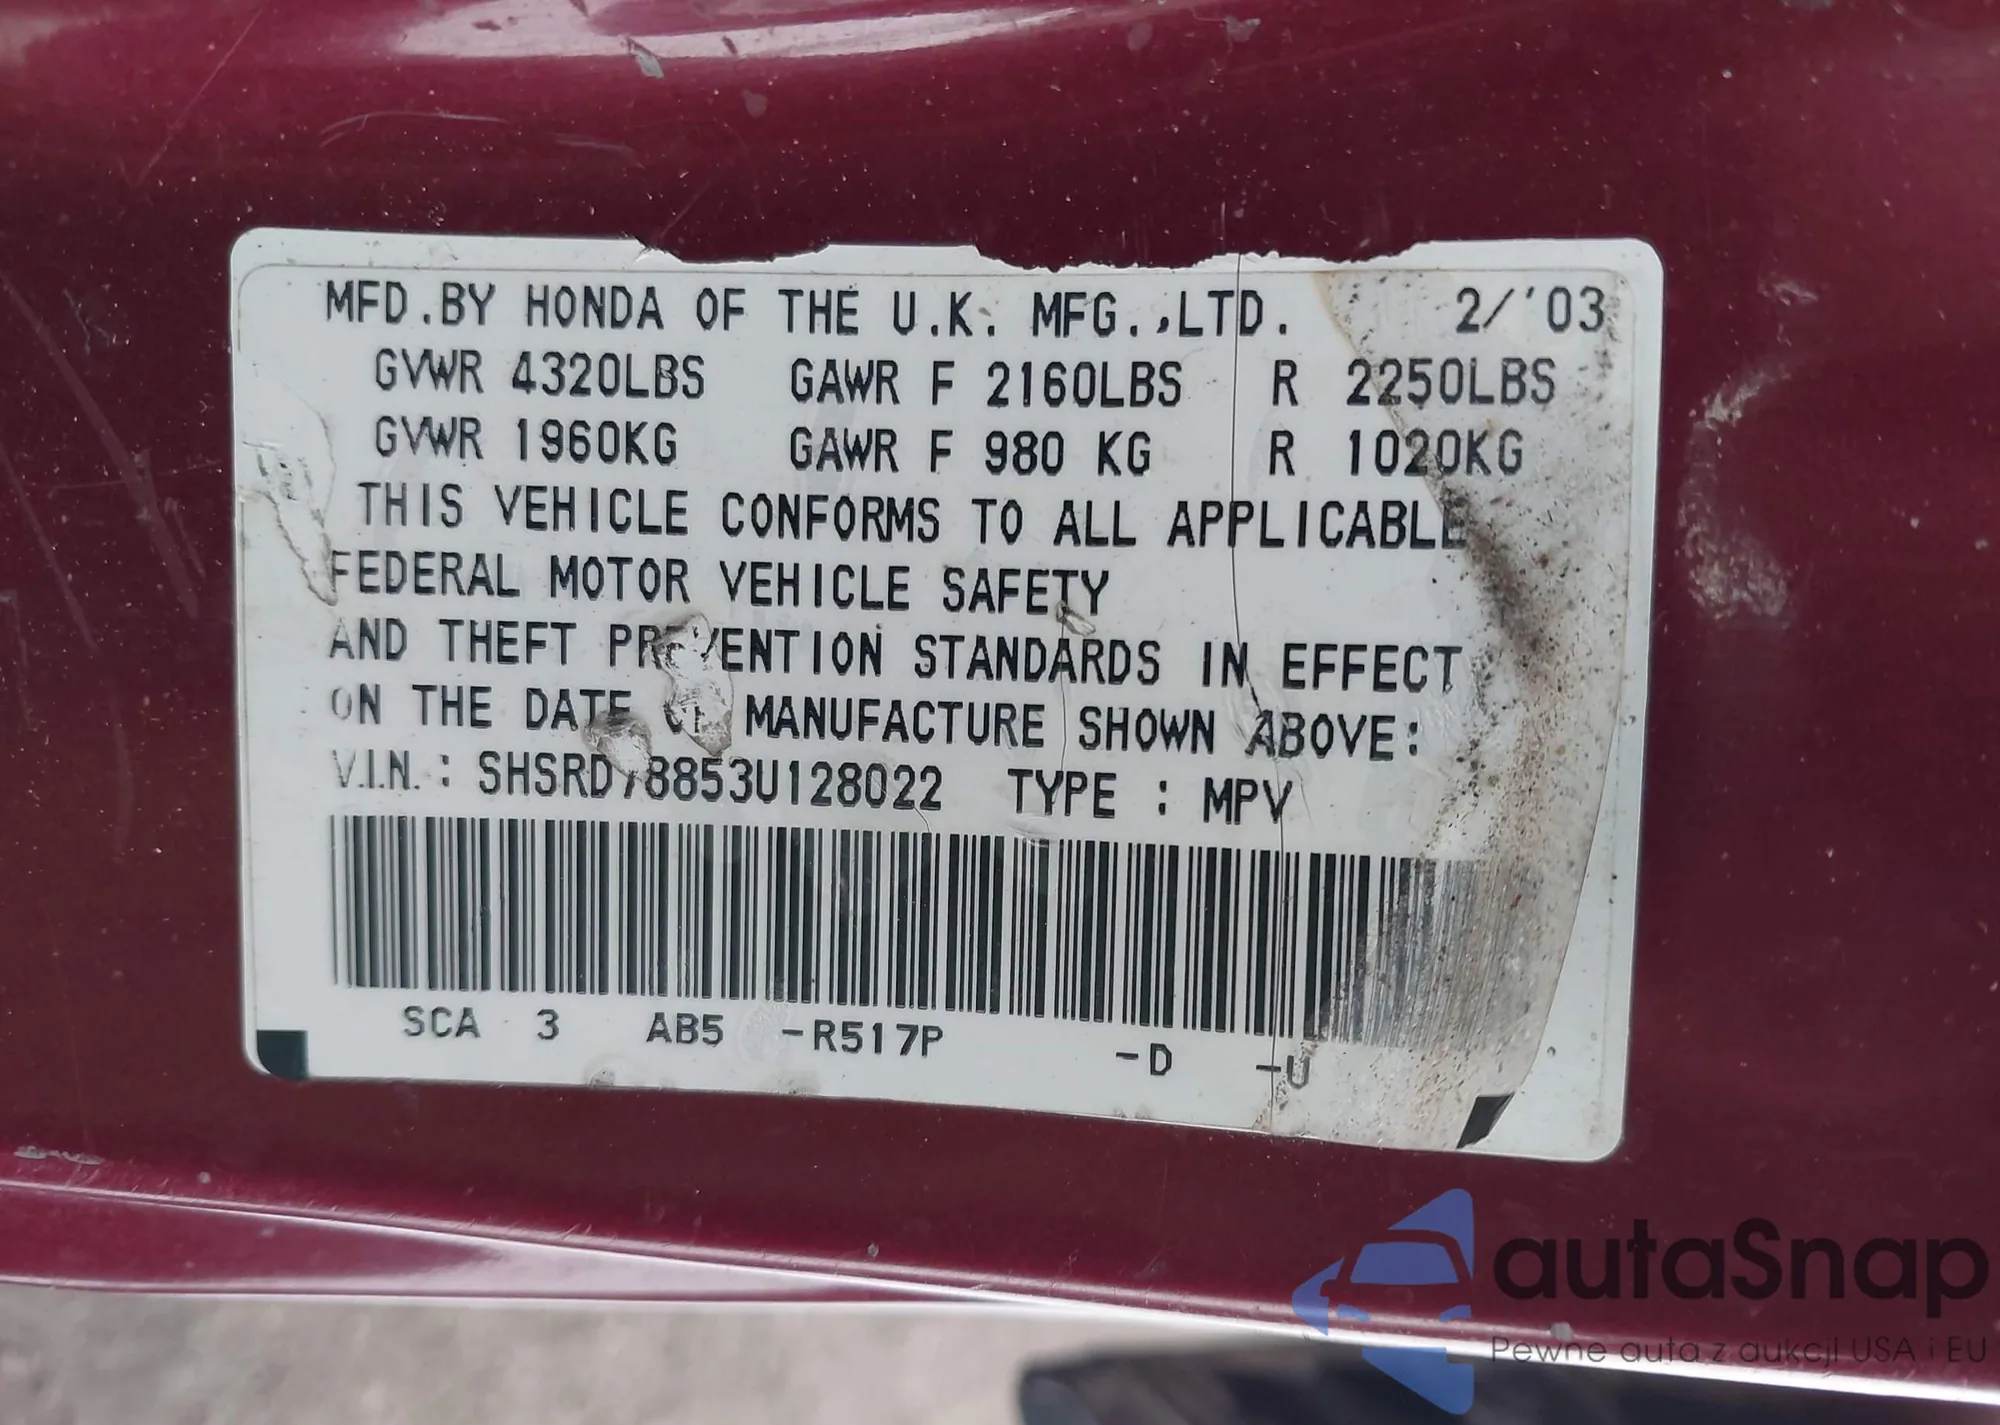 MFD.BY HONDA OF THE U.K. MFG.,LTD. 2/'03
GVWR 4320LBS GAWR F 2160LBS R 2250LBS
GVWR 1960KG GAWR F 980 KG R 1020KG
THIS VEHICLE CONFORMS TO ALL APPLICABLE
FEDERAL MOTOR VEHICLE SAFETY
AND THEFT PREVENTION STANDARDS IN EFFECT
ON THE DATE OF MANUFACTURE SHOWN ABOVE:
V.I.N. : SHSRD78853U128022 TYPE : MPV
SCA 3 AB5 -R517P -D -U
autaSnap
Pewne auta z aukcji USA i EU